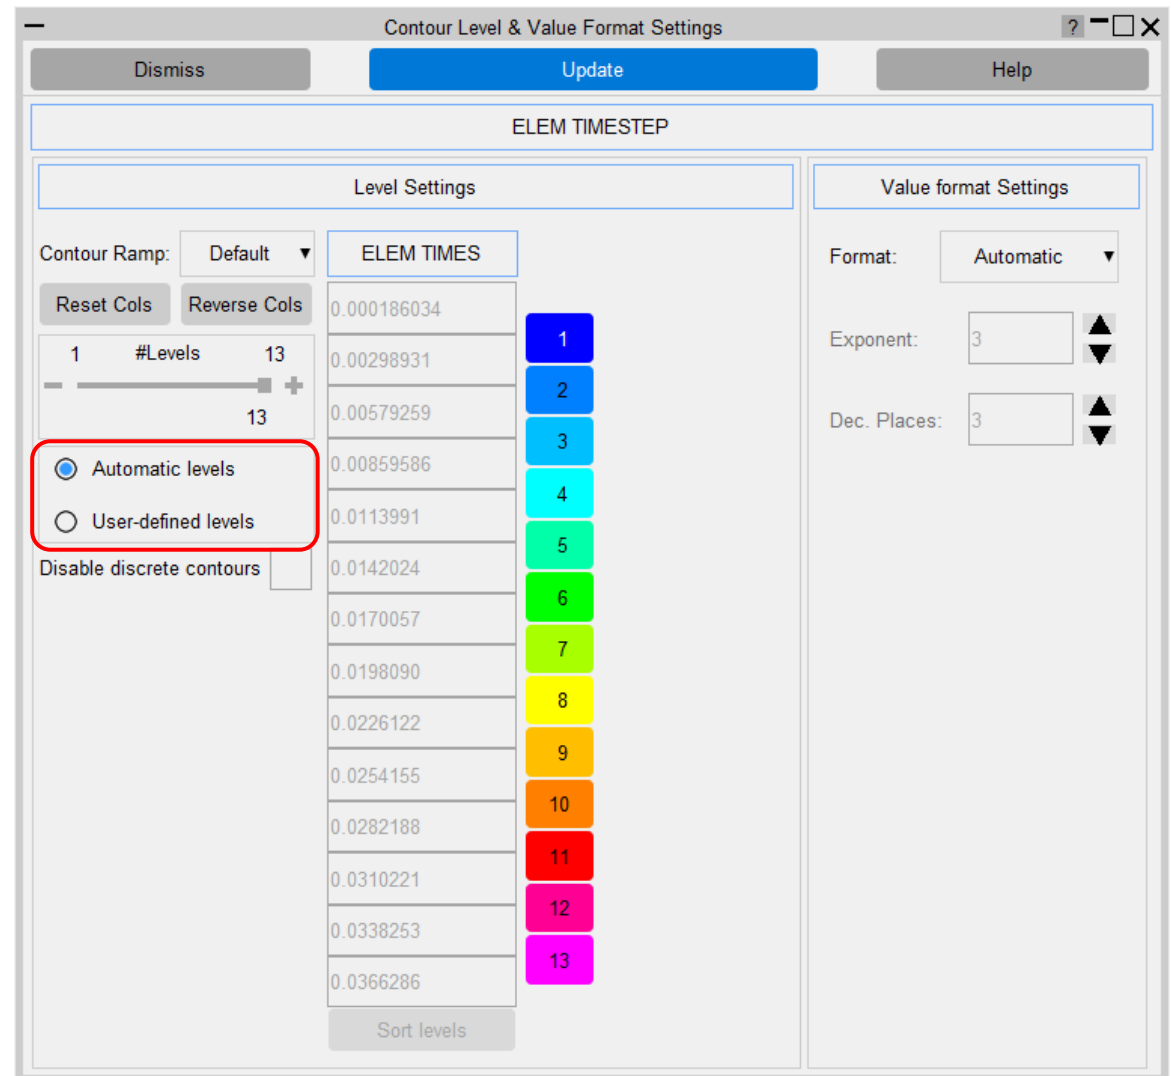 Contour Level & Value Format Settings
?
Dismiss
Update
Help
ELEM TIMESTEP
Level Settings
Value format Settings
Contour Ramp:
Default
ELEM TIMES
Format:
Automatic
Reset Cols
Reverse Cols
0.000186034
1
Exponent:
3
1
#Levels
13
0.00298931
2
13
0.00579259
3
Dec. Places:
3
Automatic levels
0.00859586
4
User-defined levels
0.0113991
5
Disable discrete contours
0.0142024
6
0.0170057
7
0.0198090
8
0.0226122
9
0.0254155
10
0.0282188
11
0.0310221
12
0.0338253
13
0.0366286
Sort levels